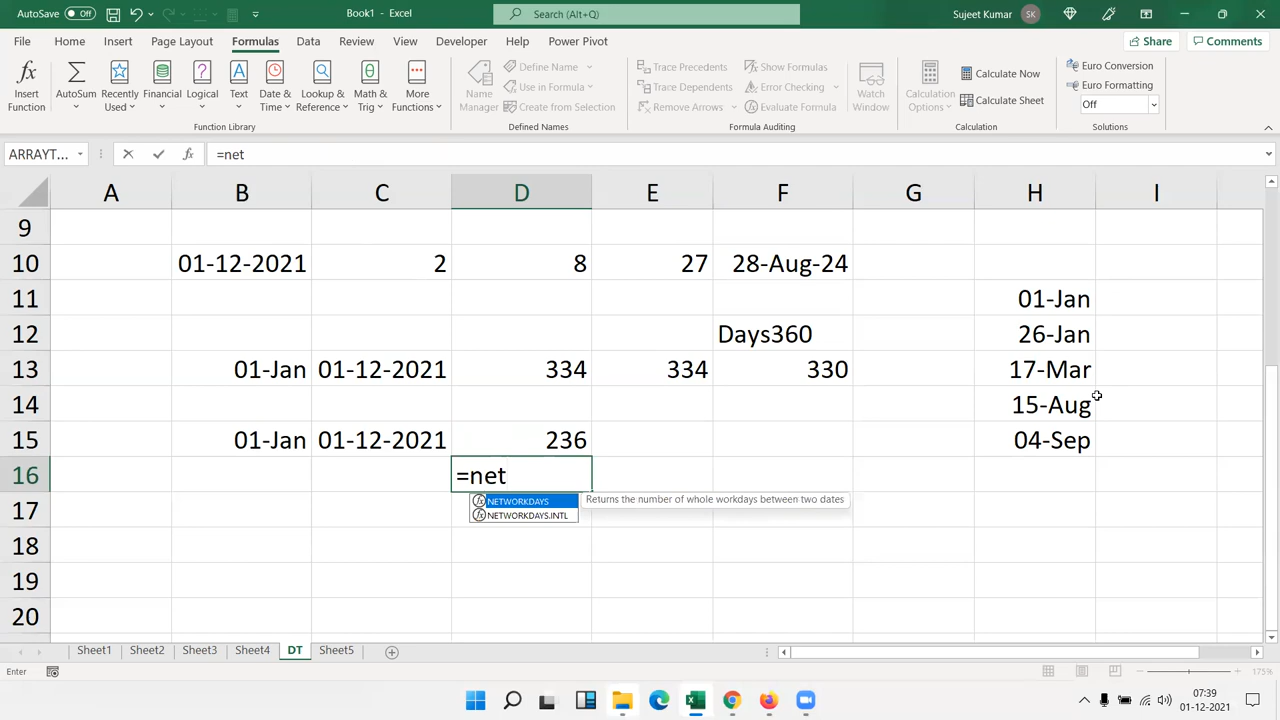 AutoSave Off Book1 - Excel Search (Alt+Q) Sujeet Kumar SK
File Home Insert Page Layout Formulas Data Review View Developer Help Power Pivot Share Comments
Insert Function
AutoSum
Recently Used
Financial
Logical
Text
Date & Time
Lookup & Reference
Math & Trig
More Functions
Function Library
Name Manager
Define Name
Use in Formula
Create from Selection
Defined Names
Trace Precedents
Trace Dependents
Remove Arrows
Show Formulas
Error Checking
Evaluate Formula
Formula Auditing
Watch Window
Calculation Options
Calculate Now
Calculate Sheet
Calculation
Euro Conversion
Euro Formatting
Off
Solutions
ARRAYT... fx =net
A B C D E F G H I
9
10 01-12-2021 2 8 27 28-Aug-24
11 01-Jan
12 Days360 26-Jan
13 01-Jan 01-12-2021 334 334 330 17-Mar
14 15-Aug
15 01-Jan 01-12-2021 236 04-Sep
16 =net
NETWORKDAYS Returns the number of whole workdays between two dates
NETWORKDAYS.INTL
17
18
19
20
Sheet1 Sheet2 Sheet3 Sheet4 DT Sheet5
Enter 175%
07:39
01-12-2021